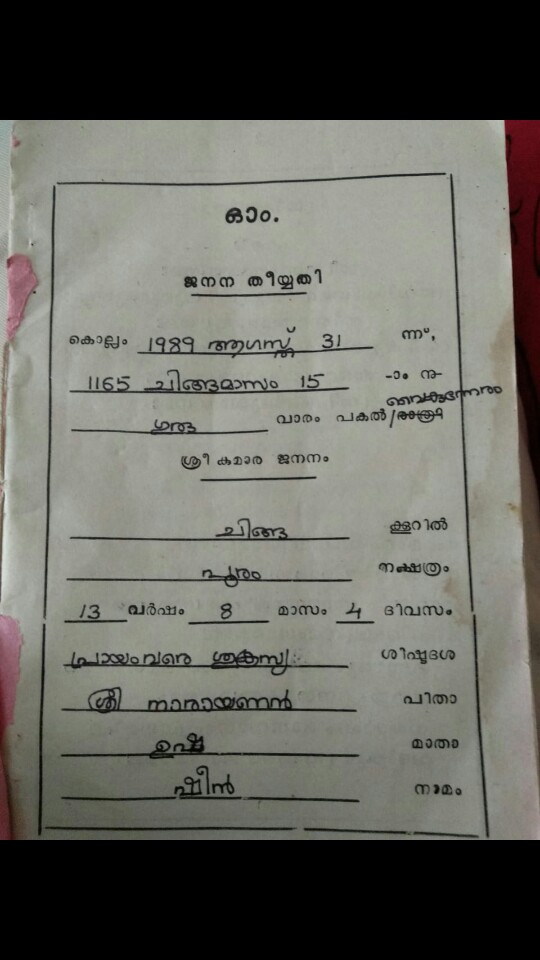 ഓം.
ജനന തീയ്യതി
കൊല്ലം 1989 ആഗസ്ത് 31 ന്ന്,
1165 ചിങ്ങമാസം 15 -ാം നു-
വൈകുന്നേരം
ഗുരു വാരം പകൽ/രാത്രി
ശ്രീ കുമാര ജനനം
ചിങ്ങ കൂറിൽ
പൂരം നക്ഷത്രം
13 വർഷം 8 മാസം 4 ദിവസം
പ്രായംവരെ ശുക്രസ്യ ശിഷ്ടദശ
ശ്രീ നാരായണൻ പിതാ
ഉഷ മാതാ
ഷീൻ നാമം